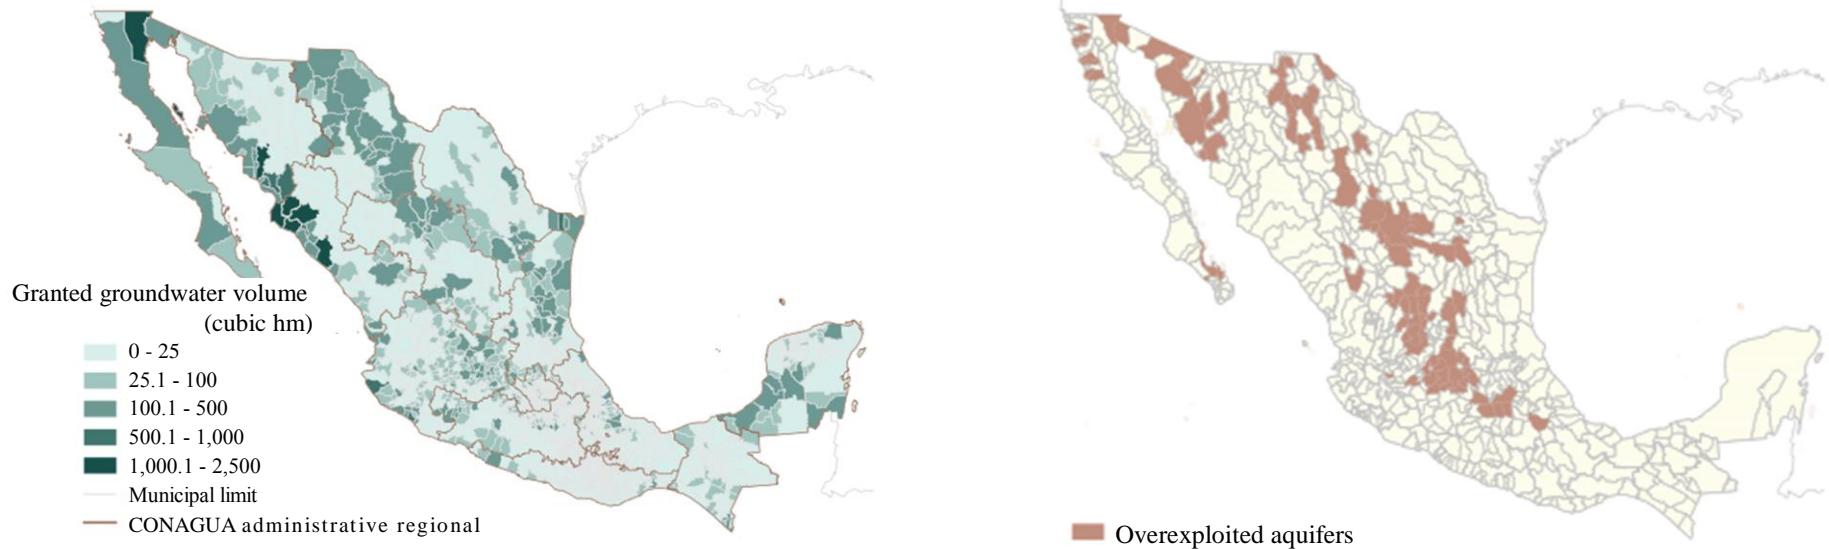 Granted groundwater volume
(cubic hm)
0 - 25
25.1 - 100
100.1 - 500
500.1 - 1,000
1,000.1 - 2,500
Municipal limit
CONAGUA administrative regional
Overexploited aquifers